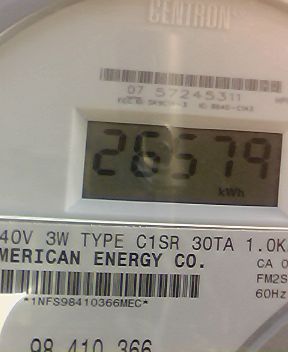 CENTRON
07 57245311
26579
kWh
40V 3W TYPE C1SR 30TA 1.0K
MERICAN ENERGY CO.
CA 0
FM2S
60Hz
*1NFS98410366MEC*
98 410 366